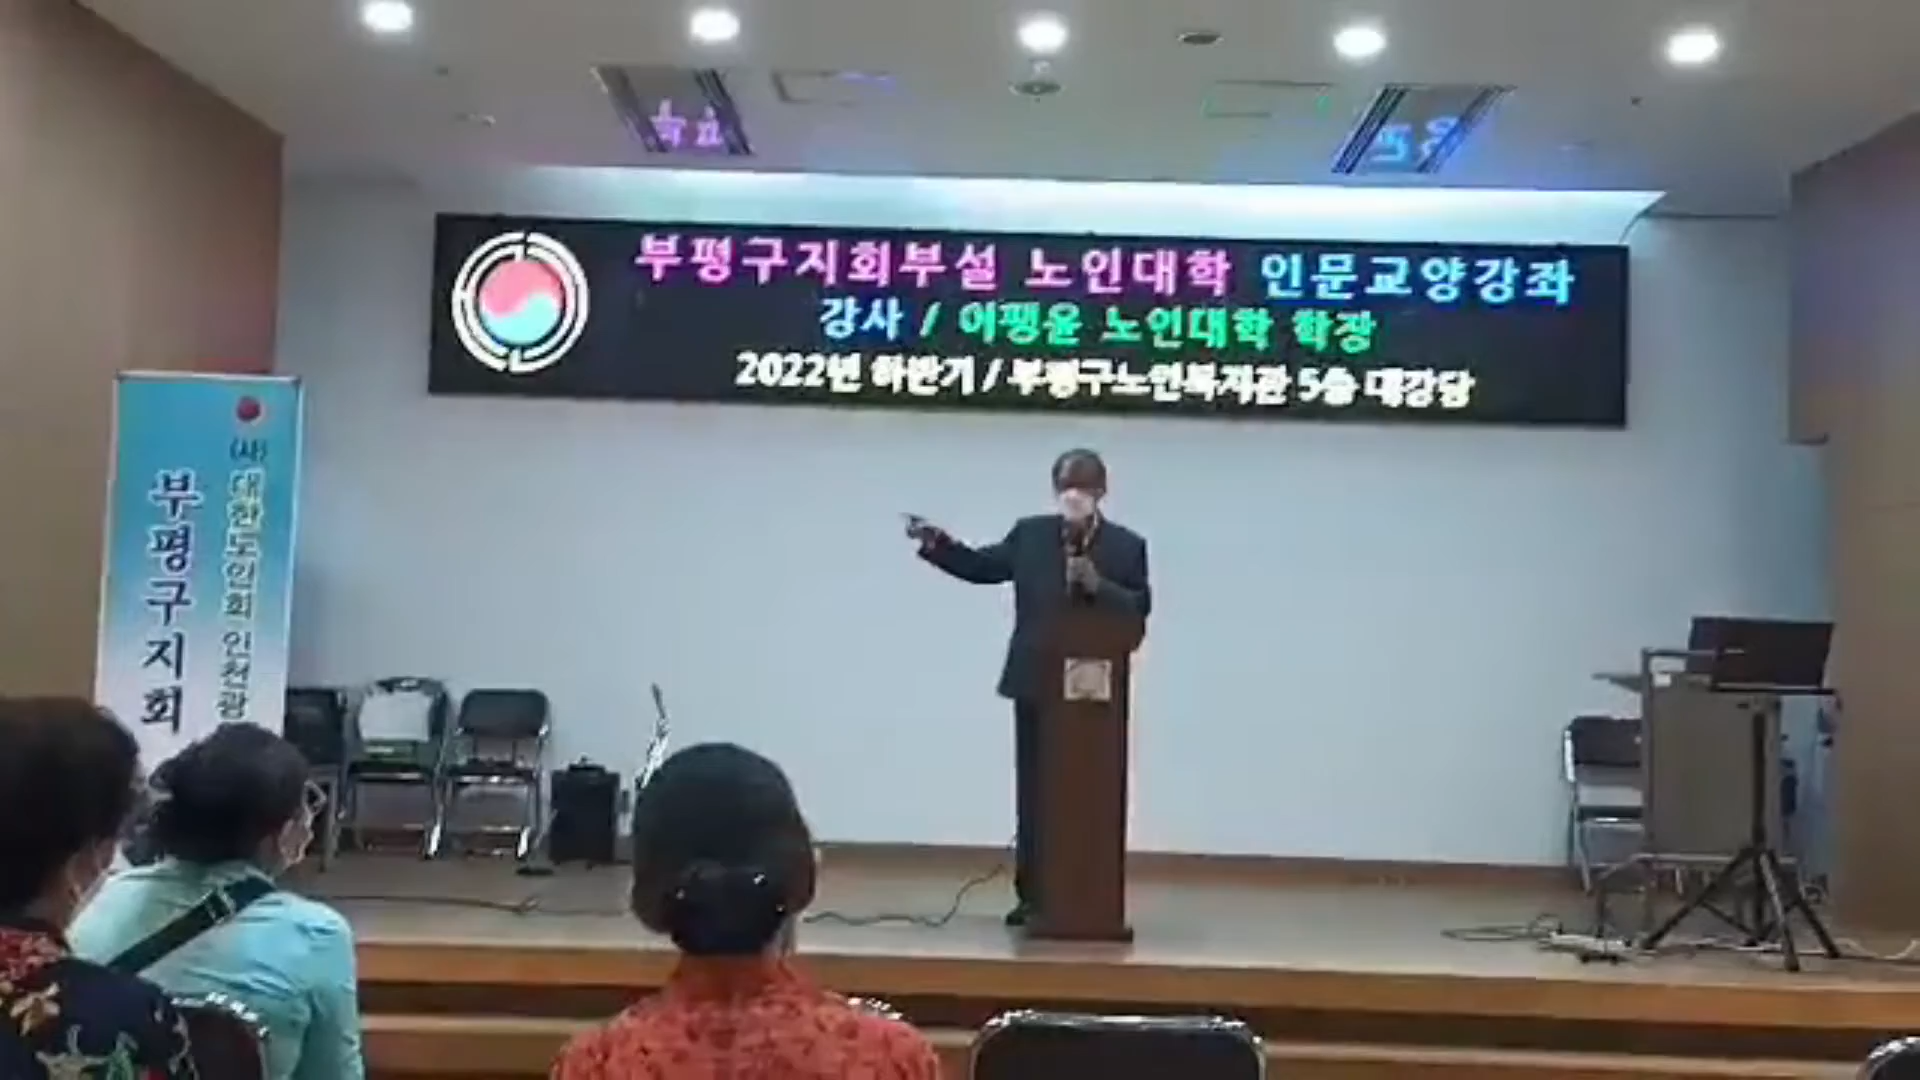 부평구지회부설 노인대학 인문교양강좌
강사 / 이팽윤 노인대학 학장
2022년 하반기 / 부평구노인복지관 5층 대강당
(사) 대한노인회 인천광
부평구지회